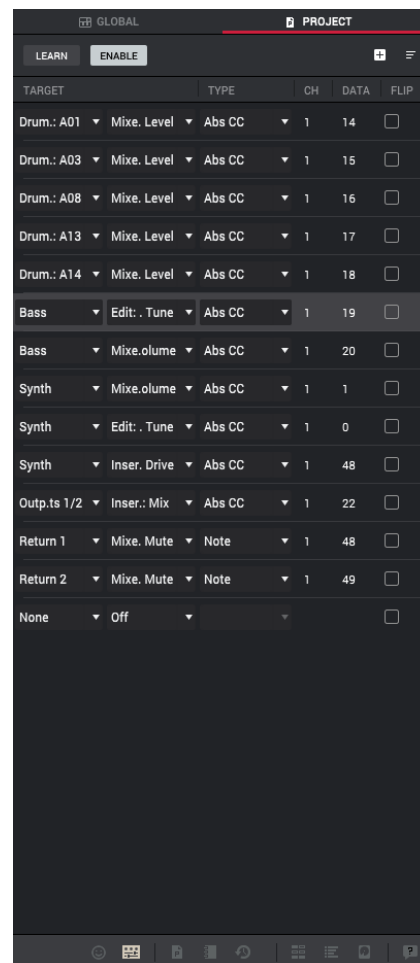 GLOBAL PROJECT
LEARN ENABLE
TARGET TYPE CH DATA FLIP
Drum.: A01 Mixe. Level Abs CC 1 14
Drum.: A03 Mixe. Level Abs CC 1 15
Drum.: A08 Mixe. Level Abs CC 1 16
Drum.: A13 Mixe. Level Abs CC 1 17
Drum.: A14 Mixe. Level Abs CC 1 18
Bass Edit: . Tune Abs CC 1 19
Bass Mixe.olume Abs CC 1 20
Synth Mixe.olume Abs CC 1 1
Synth Edit: . Tune Abs CC 1 0
Synth Inser. Drive Abs CC 1 48
Outp.ts 1/2 Inser.: Mix Abs CC 1 22
Return 1 Mixe. Mute Note 1 48
Return 2 Mixe. Mute Note 1 49
None Off